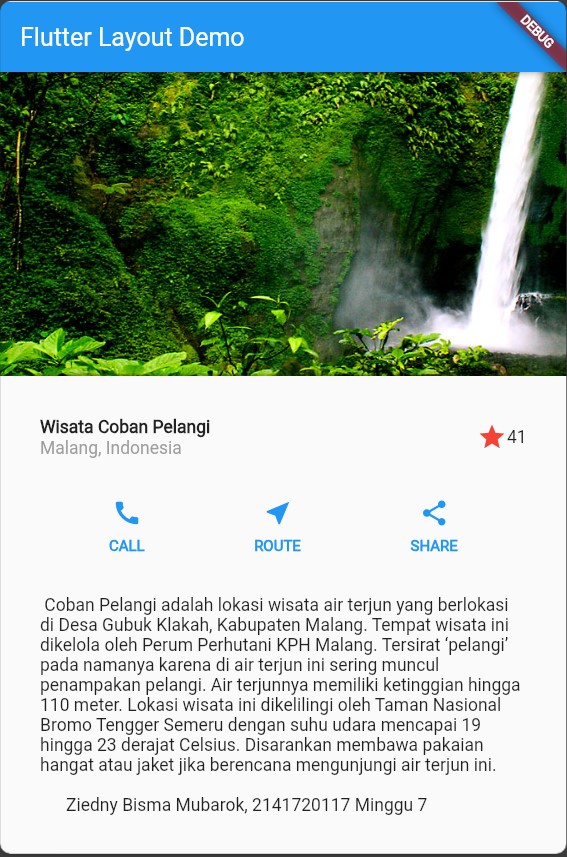 Flutter Layout Demo
DEBUG
Wisata Coban Pelangi
Malang, Indonesia
41
CALL
ROUTE
SHARE
Coban Pelangi adalah lokasi wisata air terjun yang berlokasi
di Desa Gubuk Klakah, Kabupaten Malang. Tempat wisata ini
dikelola oleh Perum Perhutani KPH Malang. Tersirat ‘pelangi’
pada namanya karena di air terjun ini sering muncul
penampakan pelangi. Air terjunnya memiliki ketinggian hingga
110 meter. Lokasi wisata ini dikelilingi oleh Taman Nasional
Bromo Tengger Semeru dengan suhu udara mencapai 19
hingga 23 derajat Celsius. Disarankan membawa pakaian
hangat atau jaket jika berencana mengunjungi air terjun ini.
Ziedny Bisma Mubarok, 2141720117 Minggu 7